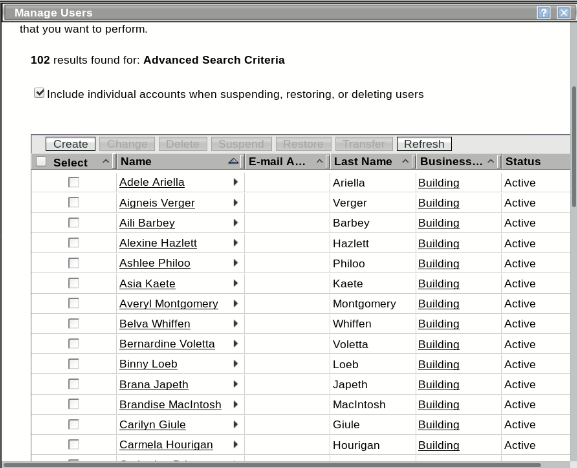 Manage Users ?
that you want to perform.
102 results found for: Advanced Search Criteria
Include individual accounts when suspending, restoring, or deleting users
Create Change Delete Suspend Restore Transfer Refresh
Select Name E-mail A... Last Name Business... Status
Adele Ariella Ariella Building Active
Aigneis Verger Verger Building Active
Aili Barbey Barbey Building Active
Alexine Hazlett Hazlett Building Active
Ashlee Philoo Philoo Building Active
Asia Kaete Kaete Building Active
Averyl Montgomery Montgomery Building Active
Belva Whiffen Whiffen Building Active
Bernardine Voletta Voletta Building Active
Binny Loeb Loeb Building Active
Brana Japeth Japeth Building Active
Brandise MacIntosh MacIntosh Building Active
Carilyn Giule Giule Building Active
Carmela Hourigan Hourigan Building Active